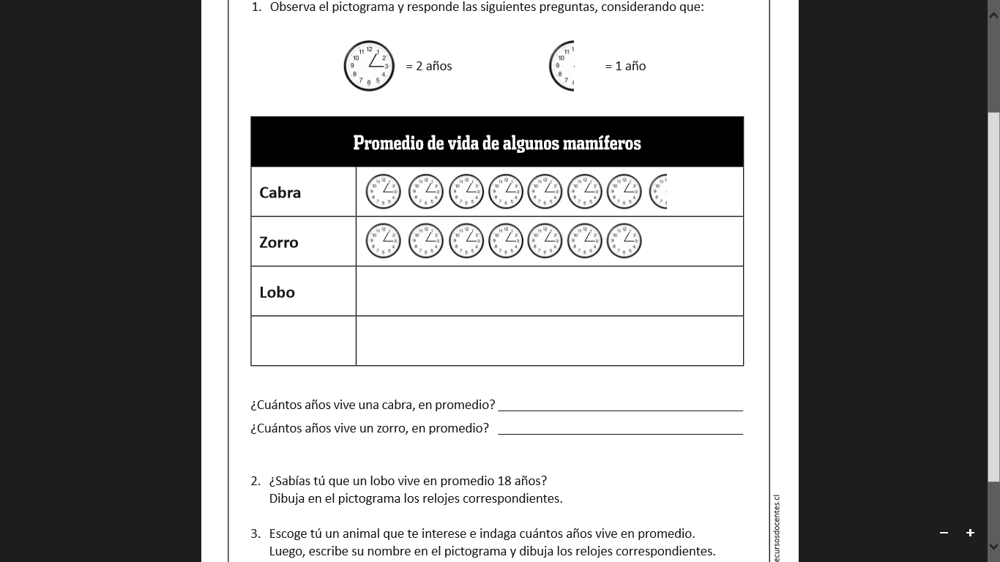 1. Observa el pictograma y responde las siguientes preguntas, considerando que:
= 2 años
= 1 año
Promedio de vida de algunos mamíferos
Cabra
Zorro
Lobo
¿Cuántos años vive una cabra, en promedio?
¿Cuántos años vive un zorro, en promedio?
2. ¿Sabías tú que un lobo vive en promedio 18 años?
Dibuja en el pictograma los relojes correspondientes.
3. Escoge tú un animal que te interese e indaga cuántos años vive en promedio.
Luego, escribe su nombre en el pictograma y dibuja los relojes correspondientes.
ecursosdocentes.cl